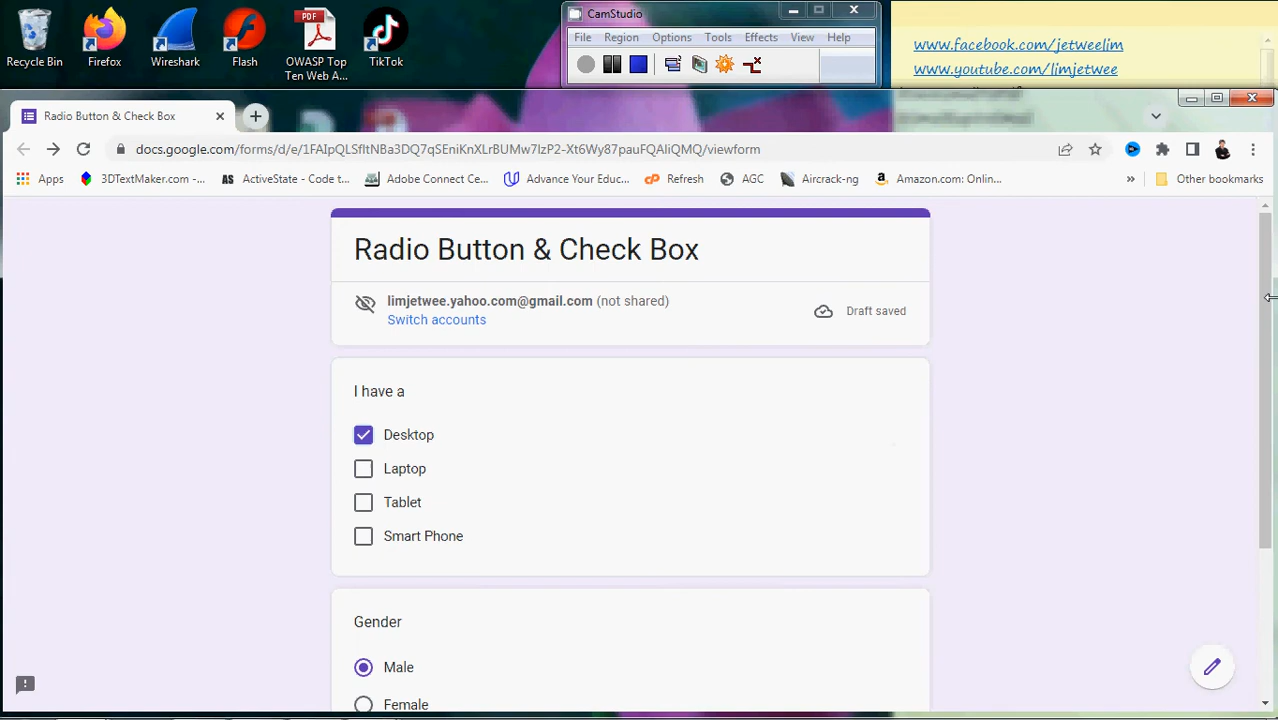 Recycle Bin
Firefox
Wireshark
Flash
PDF
OWASP Top
Ten Web A...
TikTok
CamStudio
File Region Options Tools Effects View Help
www.facebook.com/jetweelim
www.youtube.com/limjetwee
Radio Button & Check Box
docs.google.com/forms/d/e/1FAIpQLSfltNBa3DQ7qSEniKnXLrBUMw7lzP2-Xt6Wy87pauFQAliQMQ/viewform
Apps 3DTextMaker.com -... AS ActiveState - Code t... Adobe Connect Ce... Advance Your Educ... cp Refresh AGC Aircrack-ng a Amazon.com: Onlin... » Other bookmarks
Radio Button & Check Box
limjetwee.yahoo.com@gmail.com (not shared)
Switch accounts
Draft saved
I have a
Desktop
Laptop
Tablet
Smart Phone
Gender
Male
Female